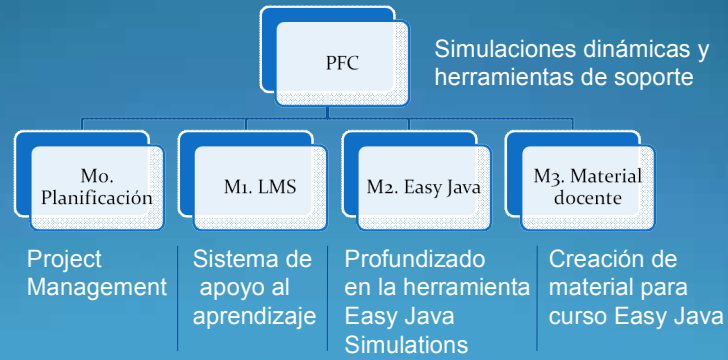 PFC
Simulaciones dinámicas y
herramientas de soporte
M0.
Planificación
M1. LMS
M2. Easy Java
M3. Material
docente
Project
Management
Sistema de
apoyo al
aprendizaje
Profundizado
en la herramienta
Easy Java
Simulations
Creación de
material para
curso Easy Java